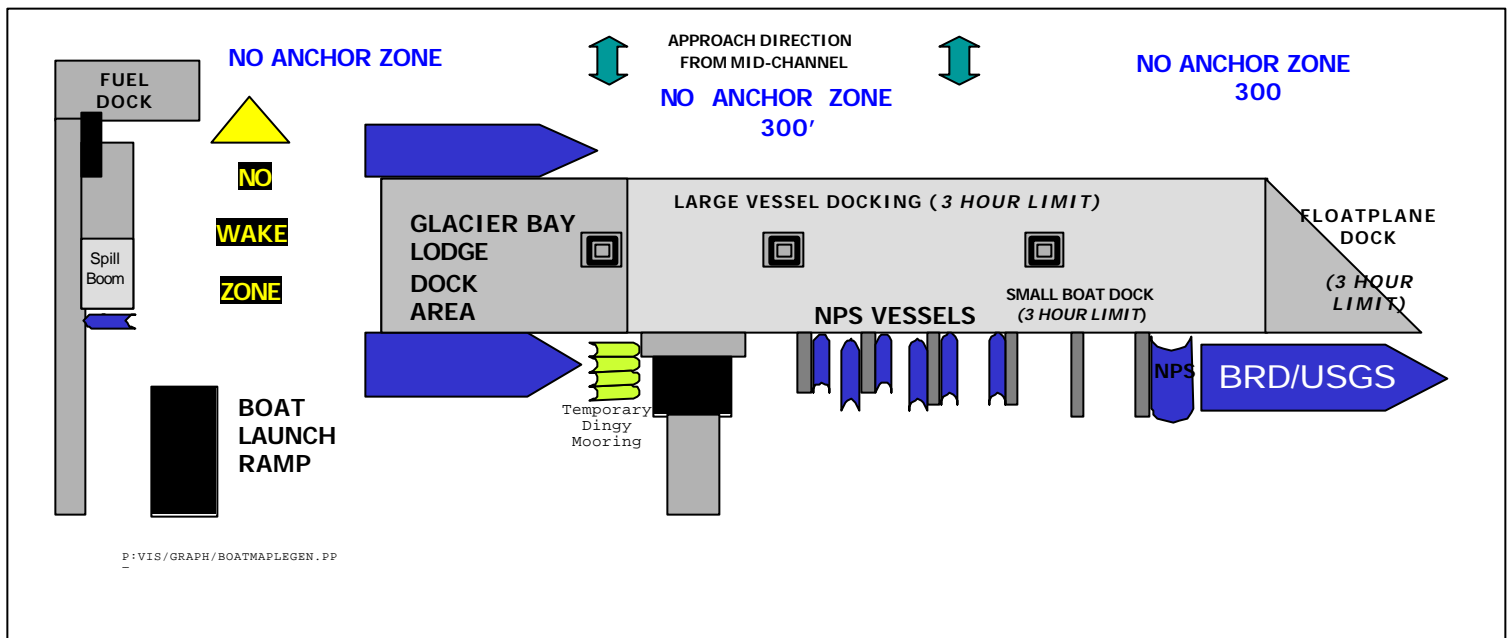 FUEL
DOCK
NO ANCHOR ZONE
APPROACH DIRECTION
FROM MID-CHANNEL
NO ANCHOR ZONE
300'
NO ANCHOR ZONE
300
NO
WAKE
ZONE
Spill
Boom
GLACIER BAY
LODGE
DOCK
AREA
LARGE VESSEL DOCKING (3 HOUR LIMIT)
FLOATPLANE
DOCK
(3 HOUR
LIMIT)
NPS VESSELS
SMALL BOAT DOCK
(3 HOUR LIMIT)
NPS
BRD/USGS
Temporary
Dingy
Mooring
BOAT
LAUNCH
RAMP
P:VIS/GRAPH/BOATMAPLEGEN.PP